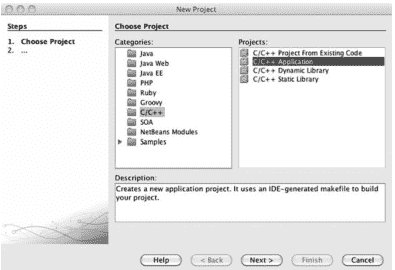 New Project
Steps
1. Choose Project
2. ...
Choose Project
Categories:
Java
Java Web
Java EE
PHP
Ruby
Groovy
C/C++
SOA
NetBeans Modules
Samples
Projects:
C/C++ Project From Existing Code
C/C++ Application
C/C++ Dynamic Library
C/C++ Static Library
Description:
Creates a new application project. It uses an IDE-generated makefile to build
your project.
Help
< Back
Next >
Finish
Cancel